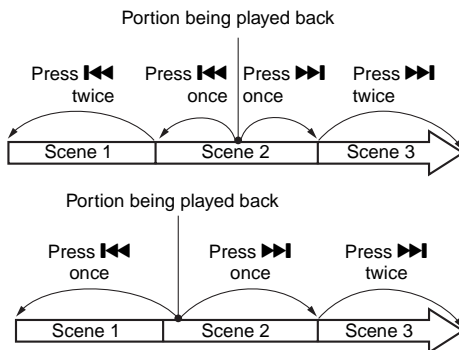 Portion being played back
Press ⏮ Press ⏮ Press ⏭ Press ⏭
twice once once twice
Scene 1 Scene 2 Scene 3
Portion being played back
Press ⏮ Press ⏭ Press ⏭
once once twice
Scene 1 Scene 2 Scene 3